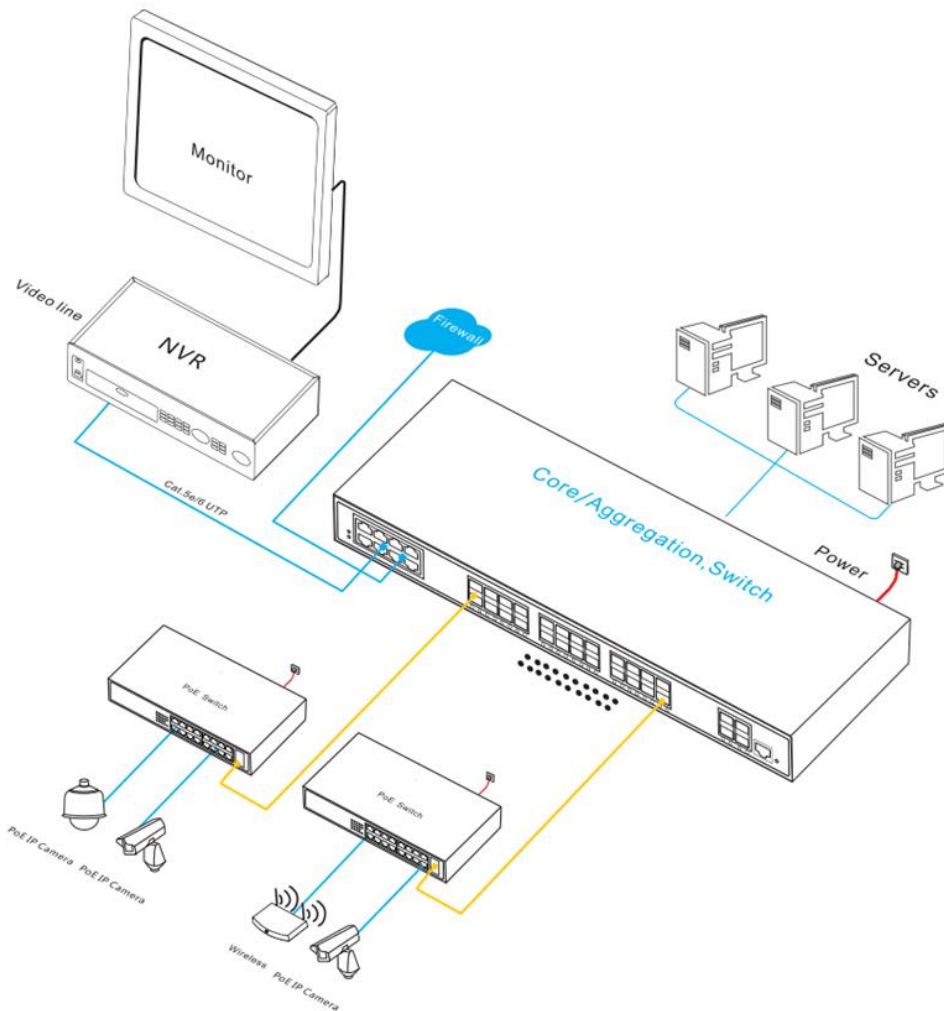 Monitor
Video line
NVR
Firewall
Servers
Cat.5e/6 UTP
Core/Aggregation,Switch
Power
PoE Switch
PoE Switch
PoE IP Camera
PoE IP Camera
Wireless
PoE IP Camera